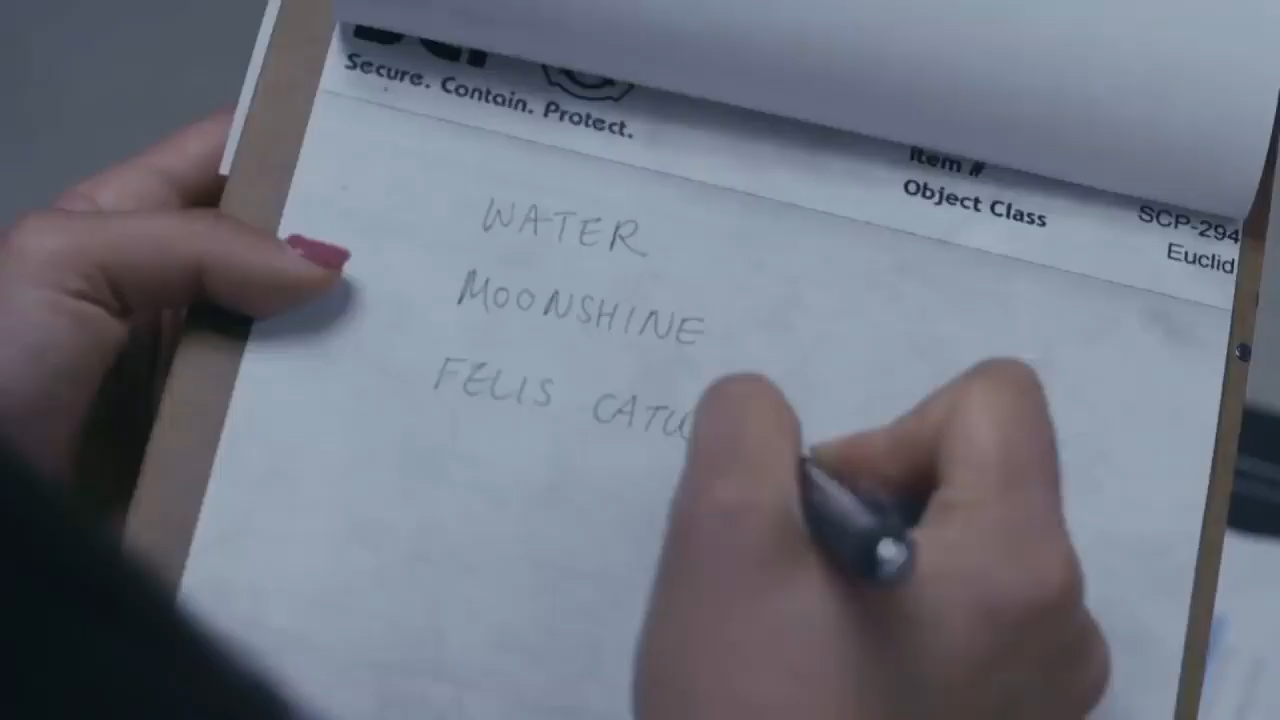 Secure. Contain. Protect.
Item #
SCP-294
Object Class
Euclid
WATER
MOONSHINE
FELIS CATU